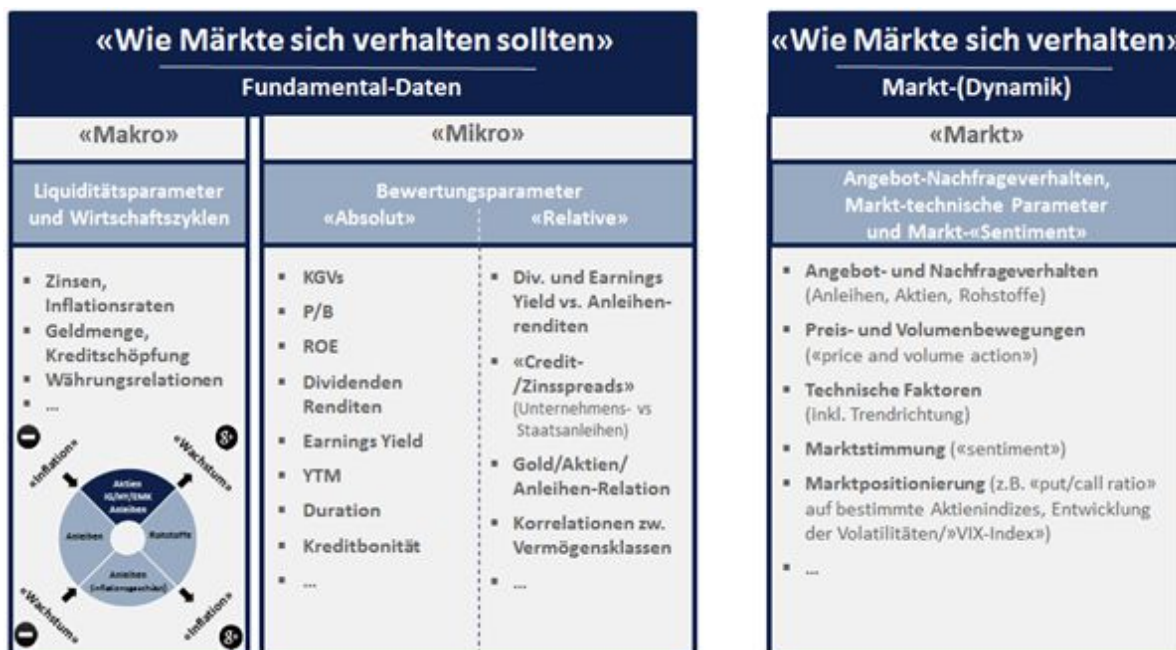 «Wie Märkte sich verhalten sollten»
Fundamental-Daten
«Makro»
Liquiditätsparameter
und Wirtschaftszyklen
▪ Zinsen,
Inflationsraten
▪ Geldmenge,
Kreditschöpfung
▪ Währungsrelationen
▪ ...
«Inflation»
«Wachstum»
Aktien
IG/HY/EMK
Anleihen
Anleihen
Rohstoffe
Anleihen
(inflationsgeschützt)
«Wachstum»
«Inflation»
«Mikro»
Bewertungsparameter
«Absolut»
▪ KGVs
▪ P/B
▪ ROE
▪ Dividenden
Renditen
▪ Earnings Yield
▪ YTM
▪ Duration
▪ Kreditbonität
▪ ...
«Relative»
▪ Div. und Earnings
Yield vs. Anleihen-
renditen
▪ «Credit-
/Zinsspreads»
(Unternehmens- vs
Staatsanleihen)
▪ Gold/Aktien/
Anleihen-Relation
▪ Korrelationen zw.
Vermögensklassen
▪ ...
«Wie Märkte sich verhalten»
Markt-(Dynamik)
«Markt»
Angebot-Nachfrageverhalten,
Markt-technische Parameter
und Markt-«Sentiment»
▪ Angebot- und Nachfrageverhalten
(Anleihen, Aktien, Rohstoffe)
▪ Preis- und Volumenbewegungen
(«price and volume action»)
▪ Technische Faktoren
(inkl. Trendrichtung)
▪ Marktstimmung («sentiment»)
▪ Marktpositionierung (z.B. «put/call ratio»
auf bestimmte Aktienindizes, Entwicklung
der Volatilitäten/»VIX-Index»)
▪ ...